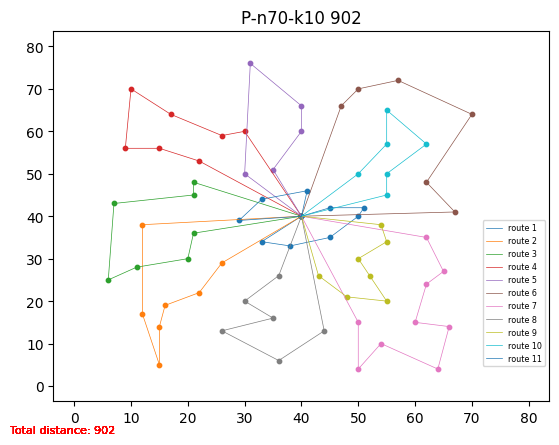 P-n70-k10 902
80
70
60
50
40
30
20
10
0
route 1
route 2
route 3
route 4
route 5
route 6
route 7
route 8
route 9
route 10
route 11
0 10 20 30 40 50 60 70 80
Total distance: 902